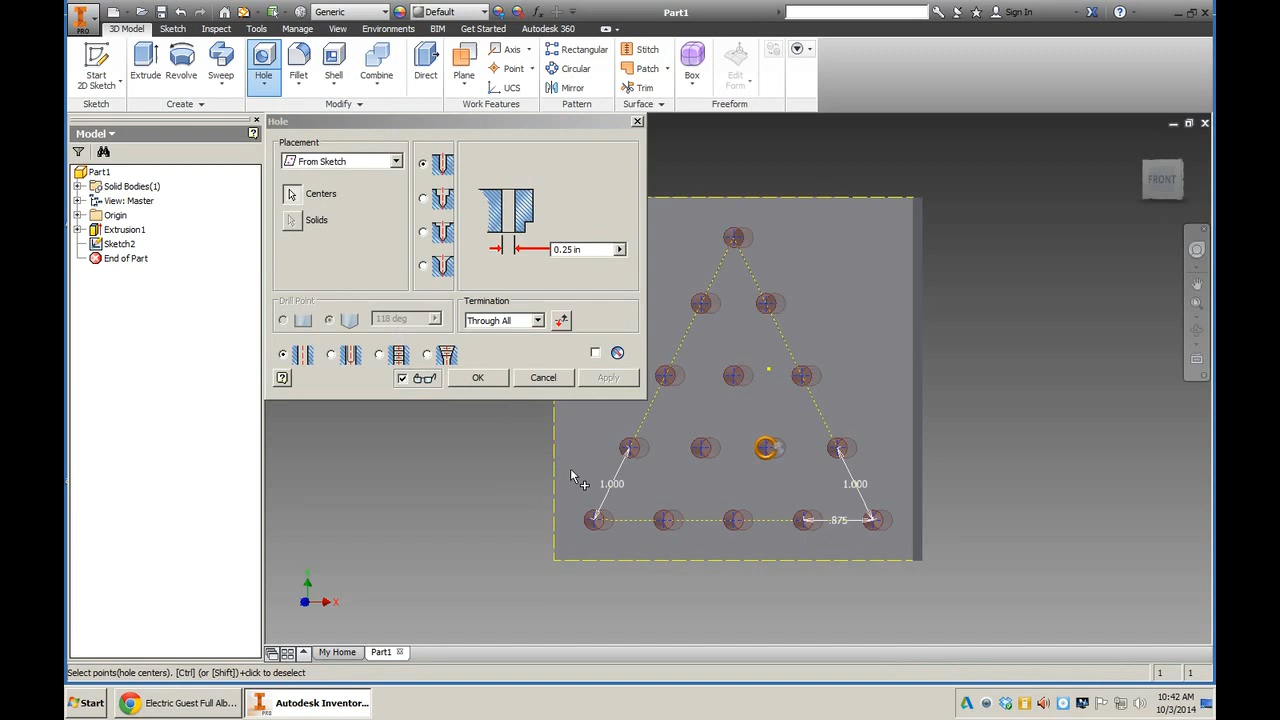 Generic
Default
Part1
Sign In
PRO
3D Model
Sketch
Inspect
Tools
Manage
View
Environments
BIM
Get Started
Autodesk 360
Start
2D Sketch
Extrude
Revolve
Sweep
Hole
Fillet
Shell
Combine
Direct
Plane
Axis
Point
UCS
Rectangular
Circular
Mirror
Stitch
Patch
Trim
Box
Edit
Form
Sketch
Create
Modify
Work Features
Pattern
Surface
Freeform
Model
Part1
Solid Bodies(1)
View: Master
Origin
Extrusion1
Sketch2
End of Part
Hole
Placement
From Sketch
Centers
Solids
0.25 in
Drill Point
118 deg
Termination
Through All
OK
Cancel
Apply
FRONT
1.000
1.000
.875
X
My Home
Part1
Select points(hole centers). [Ctrl] (or [Shift])+click to deselect
1
1
Start
Electric Guest Full Alb...
Autodesk Inventor...
10:42 AM
10/3/2014